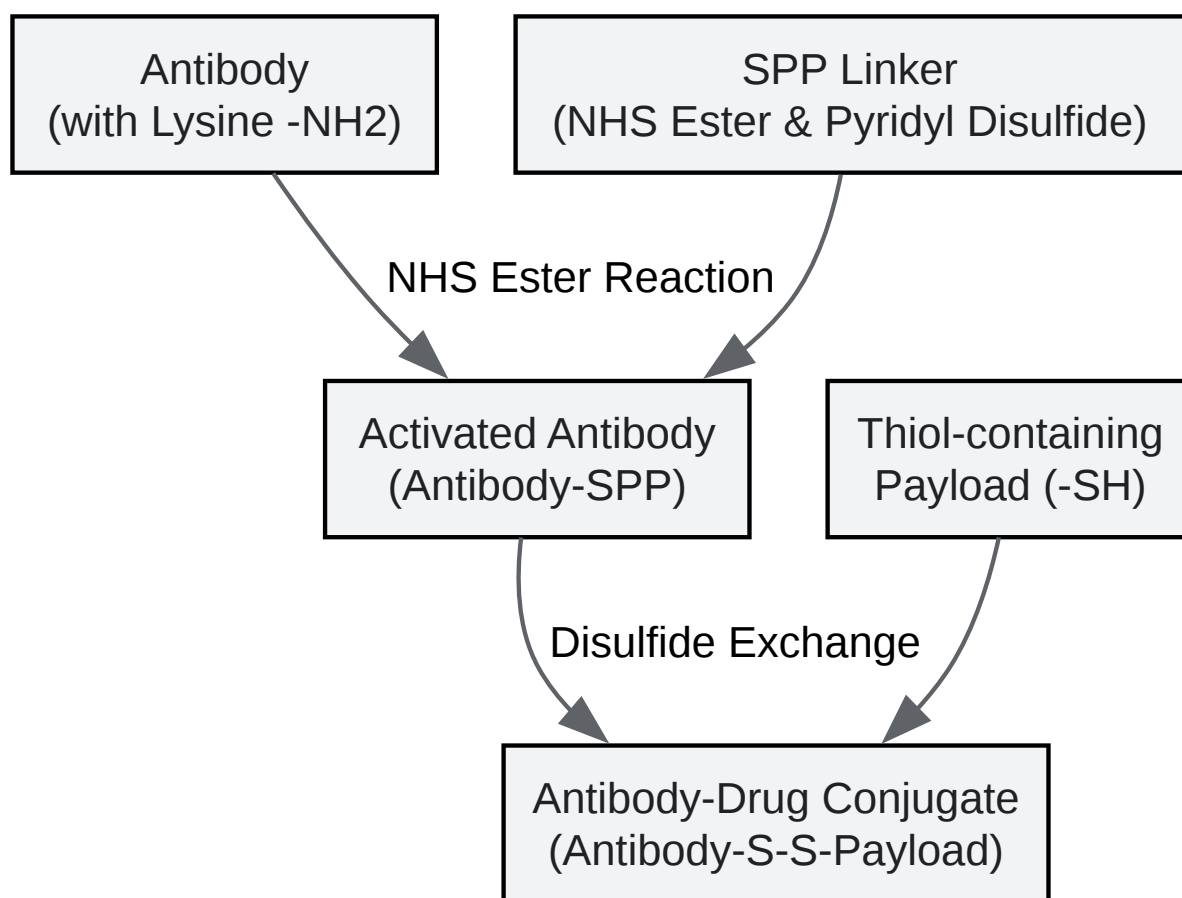 Antibody
(with Lysine -NH2)
SPP Linker
(NHS Ester & Pyridyl Disulfide)
NHS Ester Reaction
Activated Antibody
(Antibody-SPP)
Thiol-containing
Payload (-SH)
Disulfide Exchange
Antibody-Drug Conjugate
(Antibody-S-S-Payload)